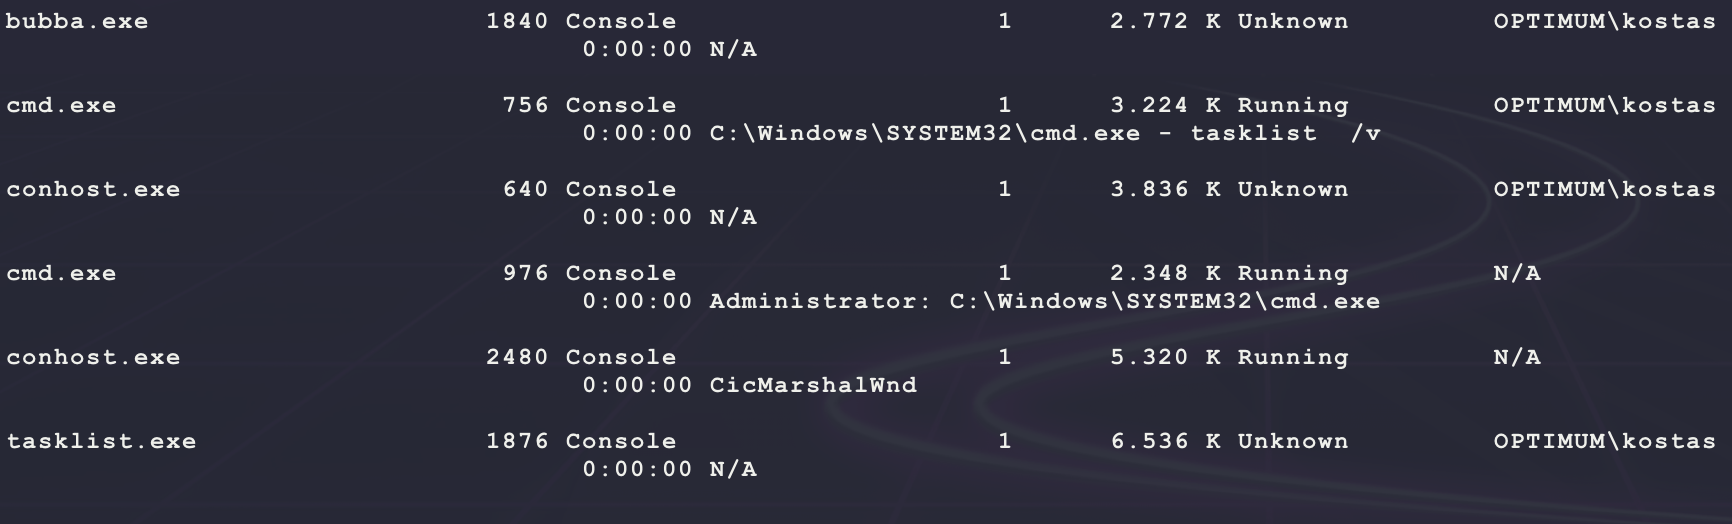 bubba.exe 1840 Console 1 2.772 K Unknown OPTIMUM\kostas
0:00:00 N/A
cmd.exe 756 Console 1 3.224 K Running OPTIMUM\kostas
0:00:00 C:\Windows\SYSTEM32\cmd.exe - tasklist  /v
conhost.exe 640 Console 1 3.836 K Unknown OPTIMUM\kostas
0:00:00 N/A
cmd.exe 976 Console 1 2.348 K Running N/A
0:00:00 Administrator: C:\Windows\SYSTEM32\cmd.exe
conhost.exe 2480 Console 1 5.320 K Running N/A
0:00:00 CicMarshalWnd
tasklist.exe 1876 Console 1 6.536 K Unknown OPTIMUM\kostas
0:00:00 N/A